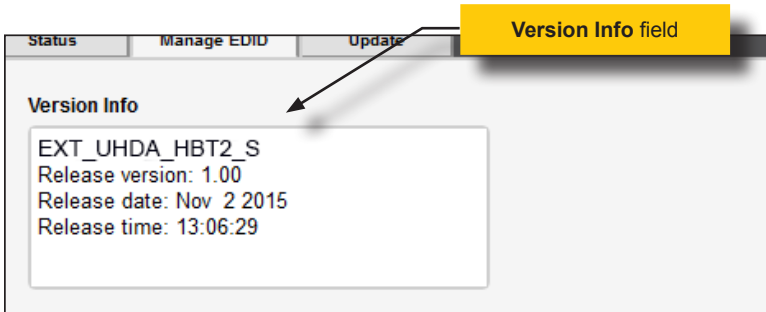 Version Info field
Status Manage EDID Update
Version Info
EXT_UHDA_HBT2_S
Release version: 1.00
Release date: Nov  2 2015
Release time: 13:06:29